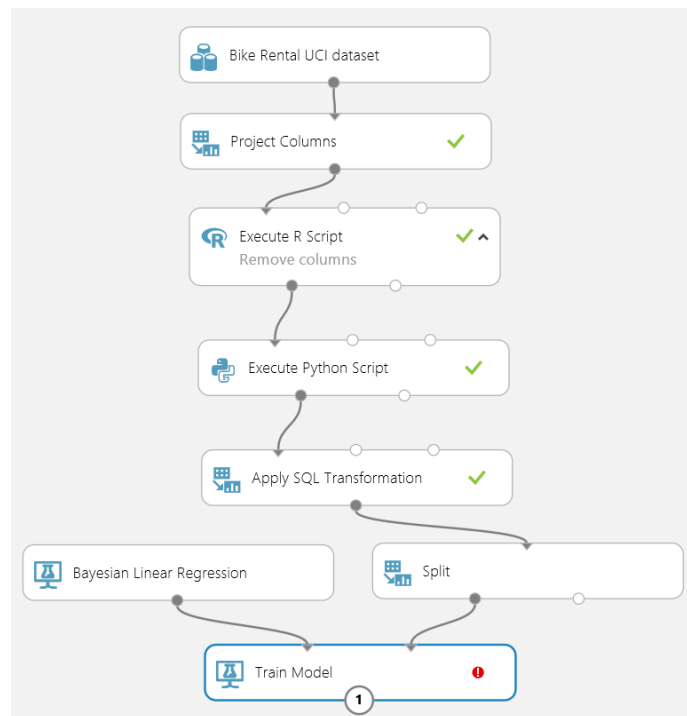 Bike Rental UCI dataset
Project Columns
Execute R Script
Remove columns
Execute Python Script
Apply SQL Transformation
Bayesian Linear Regression
Split
Train Model
1